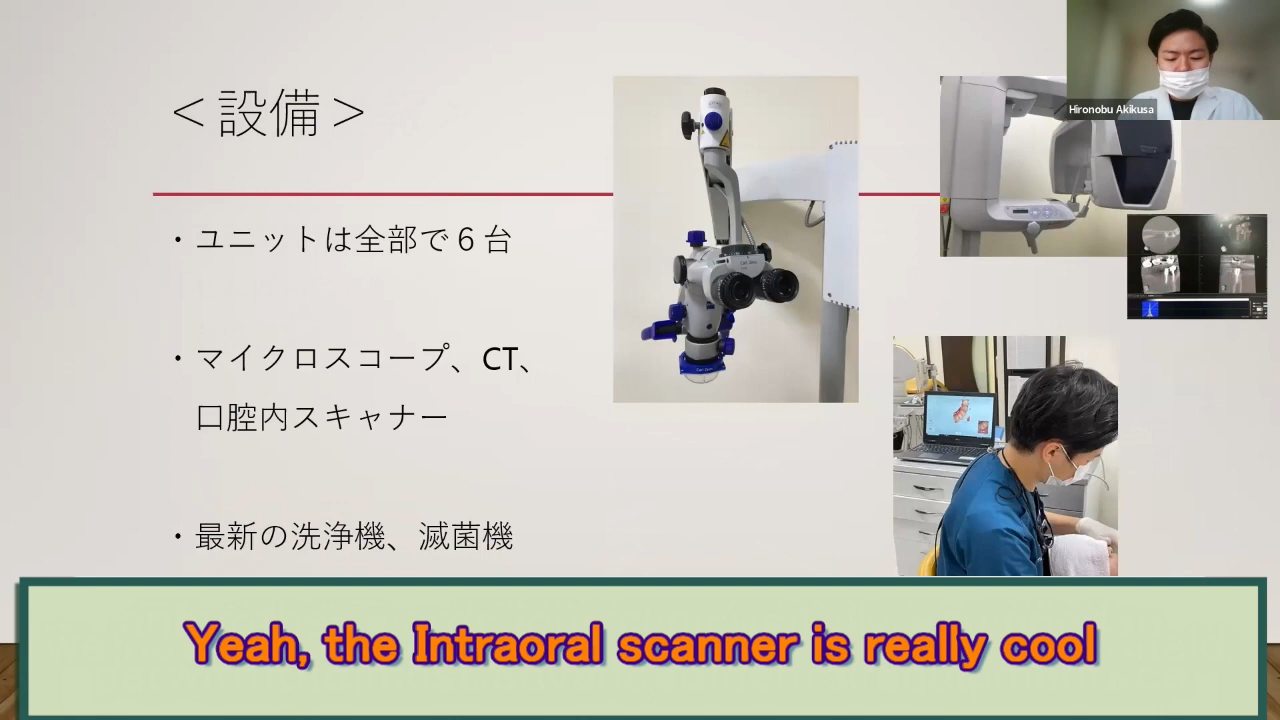 ＜設備＞
・ユニットは全部で６台
・マイクロスコープ、CT、
口腔内スキャナー
・最新の洗浄機、滅菌機
Hironobu Akikusa
Yeah, the Intraoral scanner is really cool